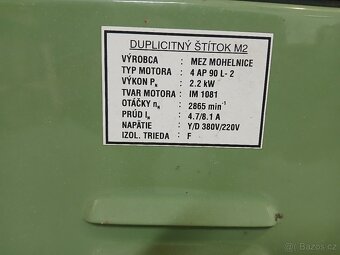 DUPLICITNÝ ŠTÍTOK M2
VÝROBCA : MEZ MOHELNICE
TYP MOTORA : 4 AP 90 L- 2
VÝKON Pₙ : 2.2 kW
TVAR MOTORA : IM 1081
OTÁČKY nₙ : 2865 min⁻¹
PRÚD Iₙ : 4.7/8.1 A
NAPÄTIE : Y/D 380V/220V
IZOL. TRIEDA : F
Bazos.cz